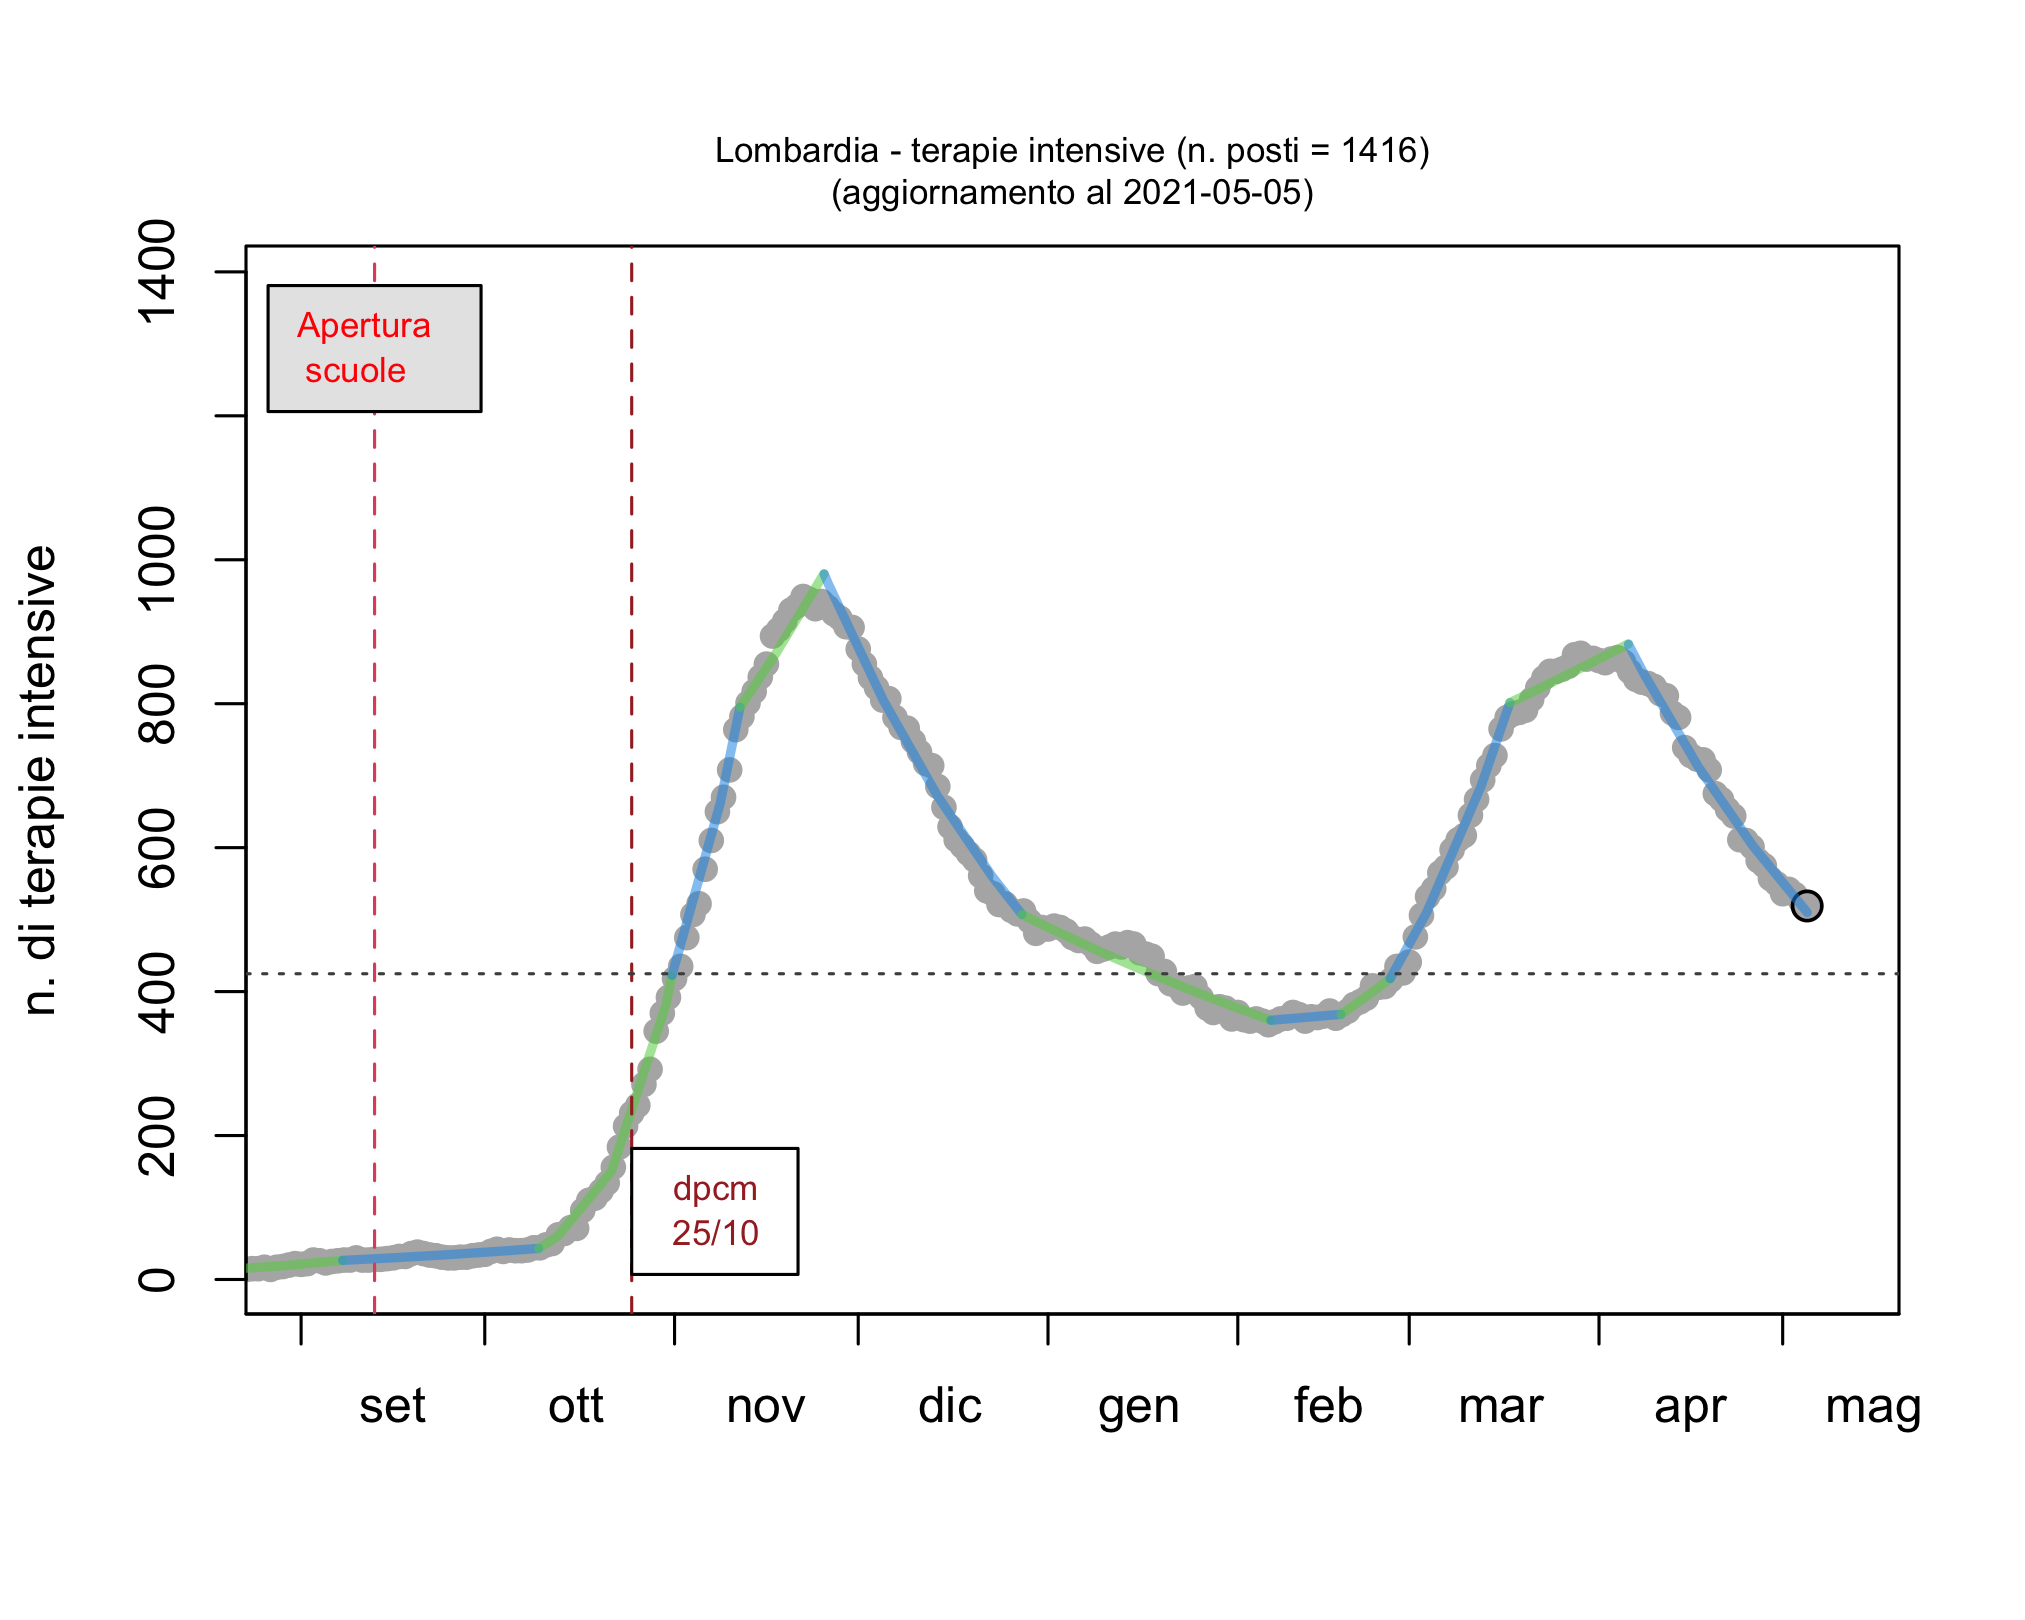 Lombardia - terapie intensive (n. posti = 1416)
(aggiornamento al 2021-05-05)
n. di terapie intensive
1400
1000
800
600
400
200
0
Apertura
scuole
dpcm
25/10
set ott nov dic gen feb mar apr mag